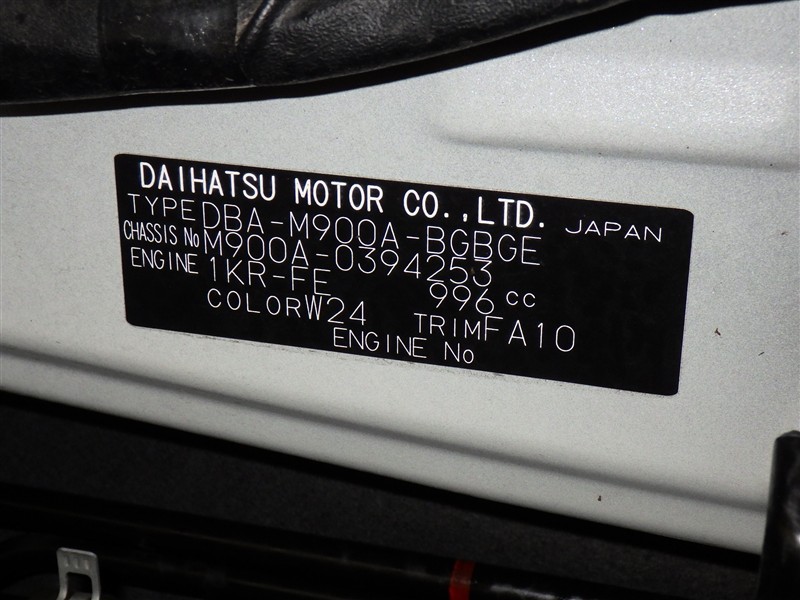 DAIHATSU MOTOR CO.,LTD. JAPAN
TYPE DBA-M900A-BGBGE
CHASSIS No M900A-0394253
ENGINE 1KR-FE 996 cc
COLOR W24 TRIM FA10
ENGINE No